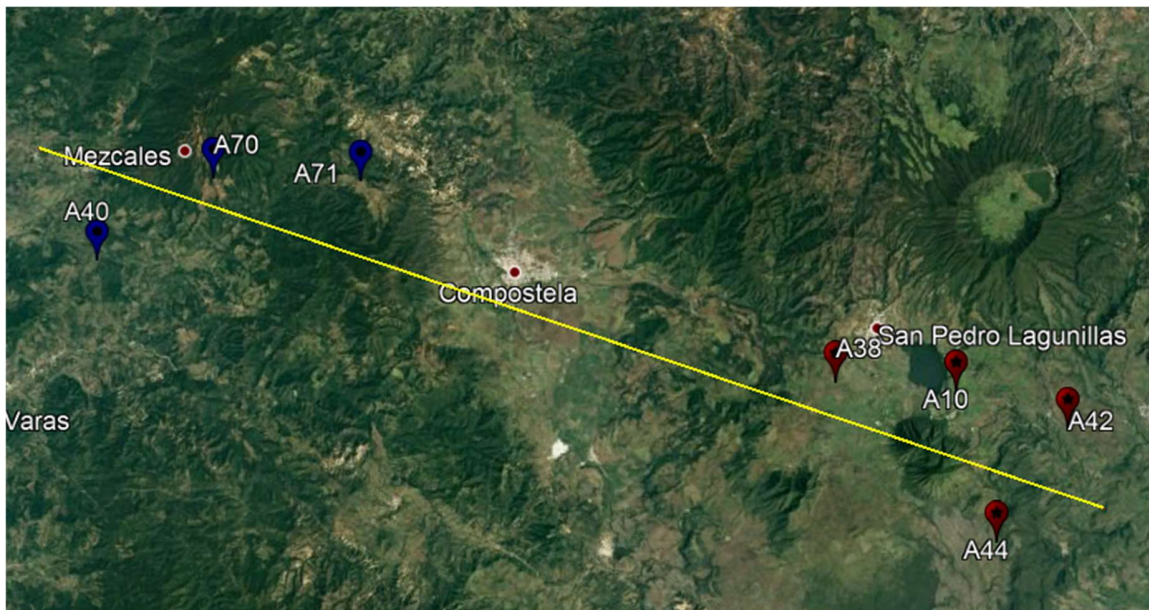 A70
Mezcales
A71
A40
Compostela
San Pedro Lagunillas
A38
A10
A42
Varas
A44